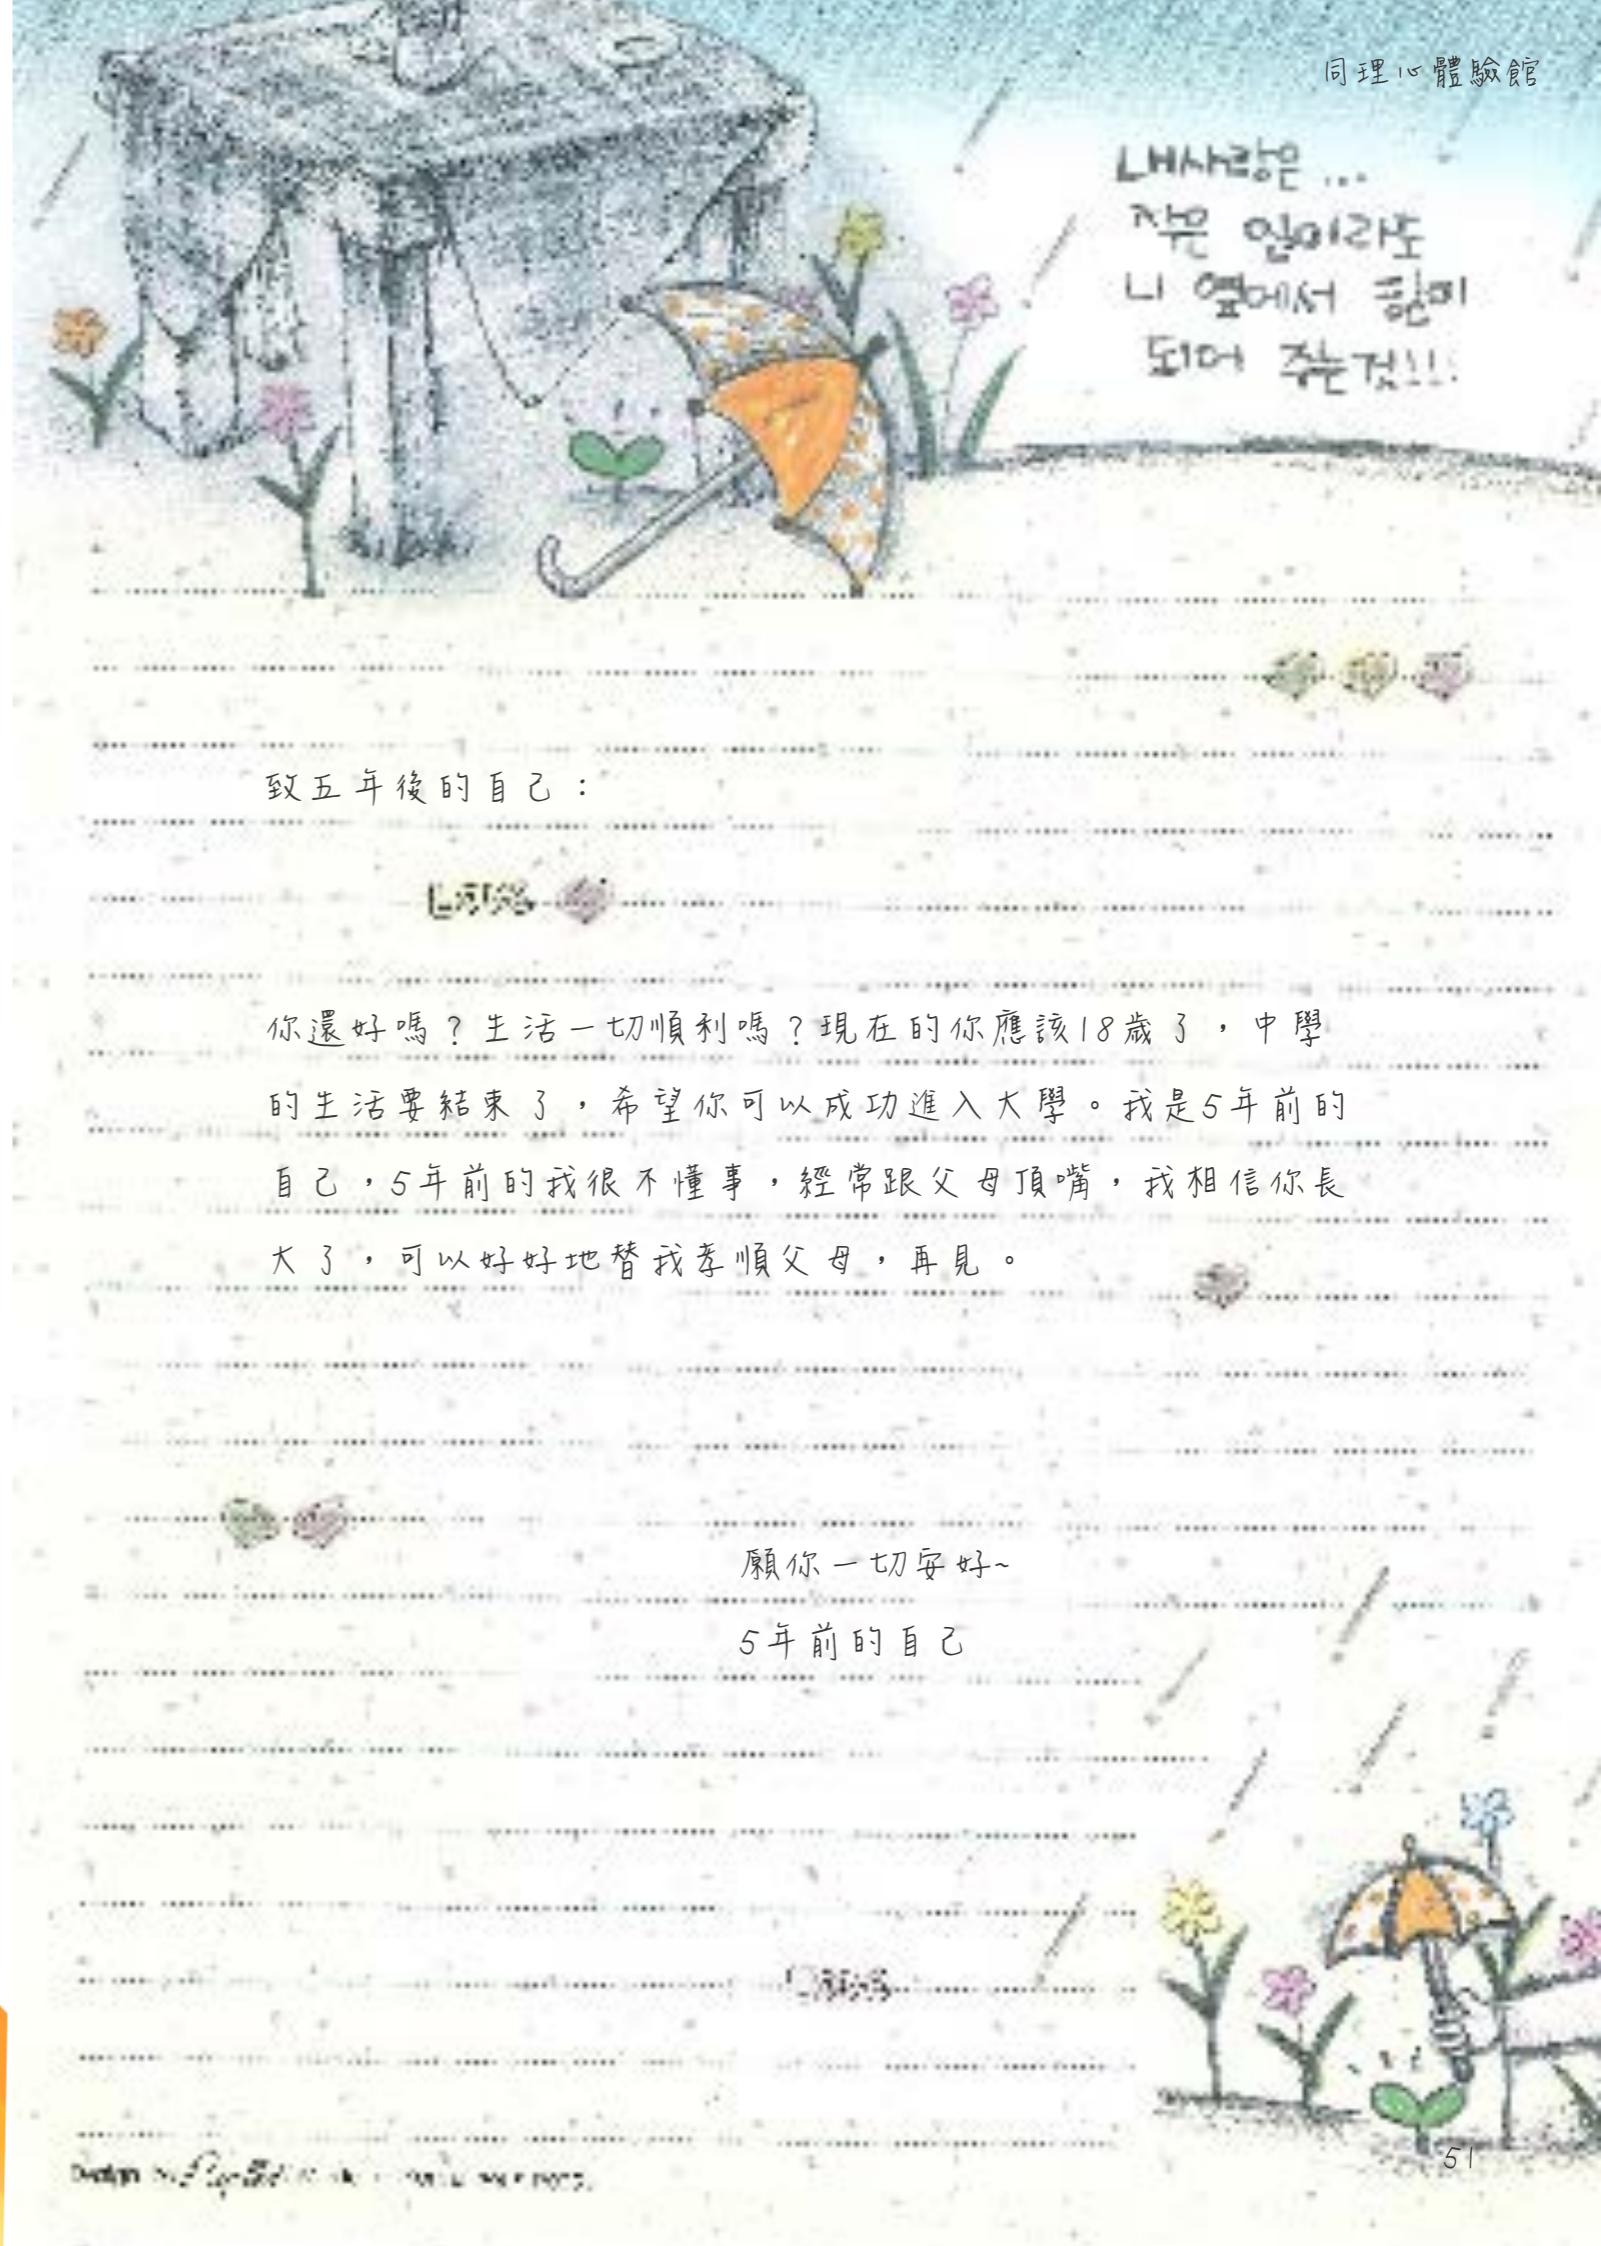 同理心體驗館
내사랑은...
작은 일이라도
니 옆에서 힘이
되어 주는것!!!
致五年後的自己：
Love
你還好嗎？生活一切順利嗎？現在的你應該18歲了，中學
的生活要結束了，希望你可以成功進入大學。我是5年前的
自己，5年前的我很不懂事，經常跟父母頂嘴，我相信你長
大了，可以好好地替我孝順父母，再見。
願你一切安好~
5年前的自己
Design
51